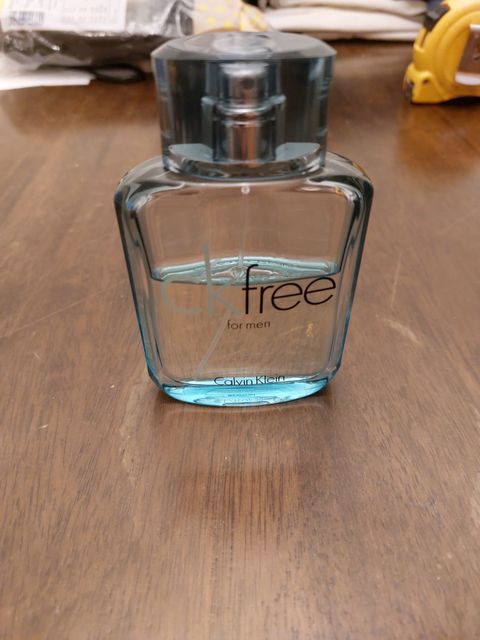 ckfree
for men
Calvin Klein